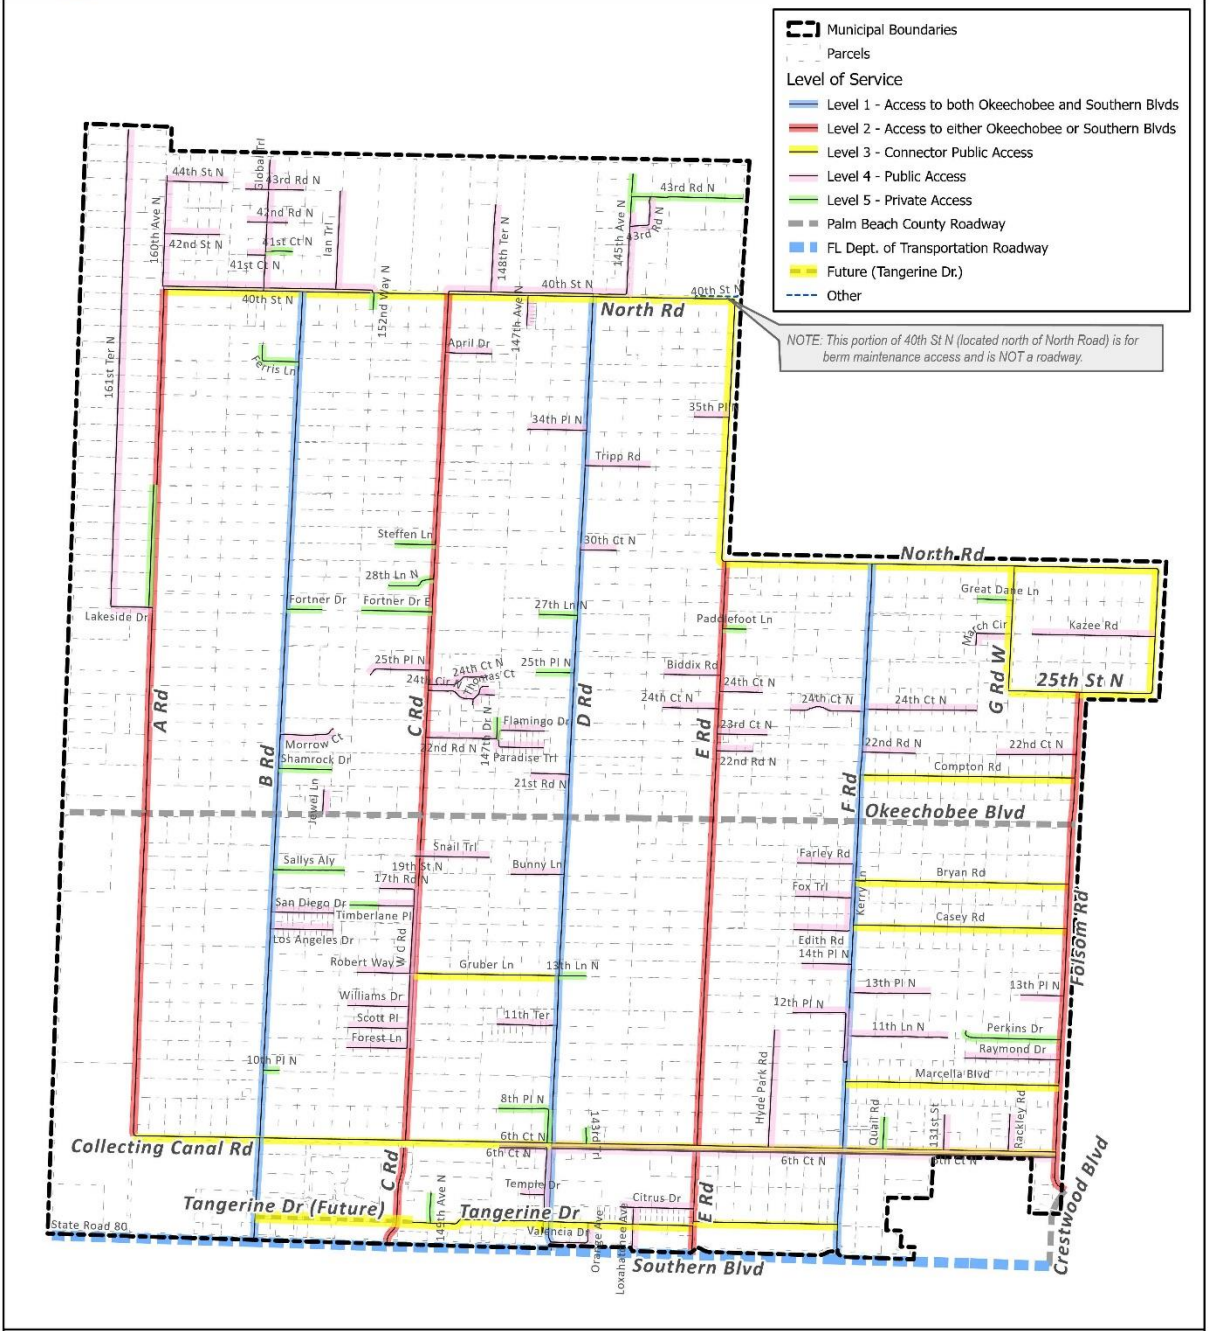 Municipal Boundaries
Parcels
Level of Service
Level 1 - Access to both Okeechobee and Southern Blvds
Level 2 - Access to either Okeechobee or Southern Blvds
Level 3 - Connector Public Access
Level 4 - Public Access
Level 5 - Private Access
Palm Beach County Roadway
FL Dept. of Transportation Roadway
Future (Tangerine Dr.)
Other
NOTE: This portion of 40th St N (located north of North Road) is for
berm maintenance access and is NOT a roadway.
44th St N
Global Trl
43rd Rd N
43rd Rd N
160th Ave N
42nd Rd N
42nd St N
41st Ct N
41st Ct N
Ian Trl
148th Ter N
145th Ave N
43rd Rd N
40th St N
152nd Way N
40th St N
40th St N
North Rd
147th Ave N
161st Ter N
Ferris Ln
April Dr
34th Pl N
35th Pl N
Tripp Rd
Steffen Ln
30th Ct N
North Rd
28th Ln N
Great Dane Ln
Lakeside Dr
Fortner Dr
Fortner Dr E
27th Ln N
Paddlefoot Ln
March Cir
Kazee Rd
25th Pl N
24th Ct N
24th Cir N
Thomas Ct
25th Pl N
Biddix Rd
24th Ct N
24th Ct N
24th Ct N
24th Ct N
G Rd W
25th St N
A Rd
B Rd
C Rd
D Rd
E Rd
F Rd
Morrow Ct
Shamrock Dr
Jewel Ln
22nd Rd N
147th Dr N
Flamingo Dr
Paradise Trl
21st Rd N
23rd Ct N
22nd Rd N
22nd Rd N
22nd Ct N
Compton Rd
Okeechobee Blvd
Sallys Aly
Snail Trl
19th St N
17th Rd N
Bunny Ln
Farley Rd
Fox Trl
Kerry Ln
Bryan Rd
San Diego Dr
Timberlane Pl
Los Angeles Dr
W C Rd
Casey Rd
Edith Rd
14th Pl N
Folsom Rd
Robert Way
Gruber Ln
13th Ln N
Williams Dr
Scott Pl
Forest Ln
11th Ter
12th Pl N
13th Pl N
13th Pl N
11th Ln N
Perkins Dr
Raymond Dr
10th Pl N
Hyde Park Rd
Marcella Blvd
8th Pl N
143rd Trl
Quail Rd
131st St
Rackley Rd
Collecting Canal Rd
6th Ct N
6th Ct N
6th Ct N
C Rd
Temple Dr
Citrus Dr
E Rd
Crestwood Blvd
Tangerine Dr (Future)
149th Ave N
Tangerine Dr
State Road 80
Valencia Dr
Orange Ave
Loxahatchee Ave
Southern Blvd